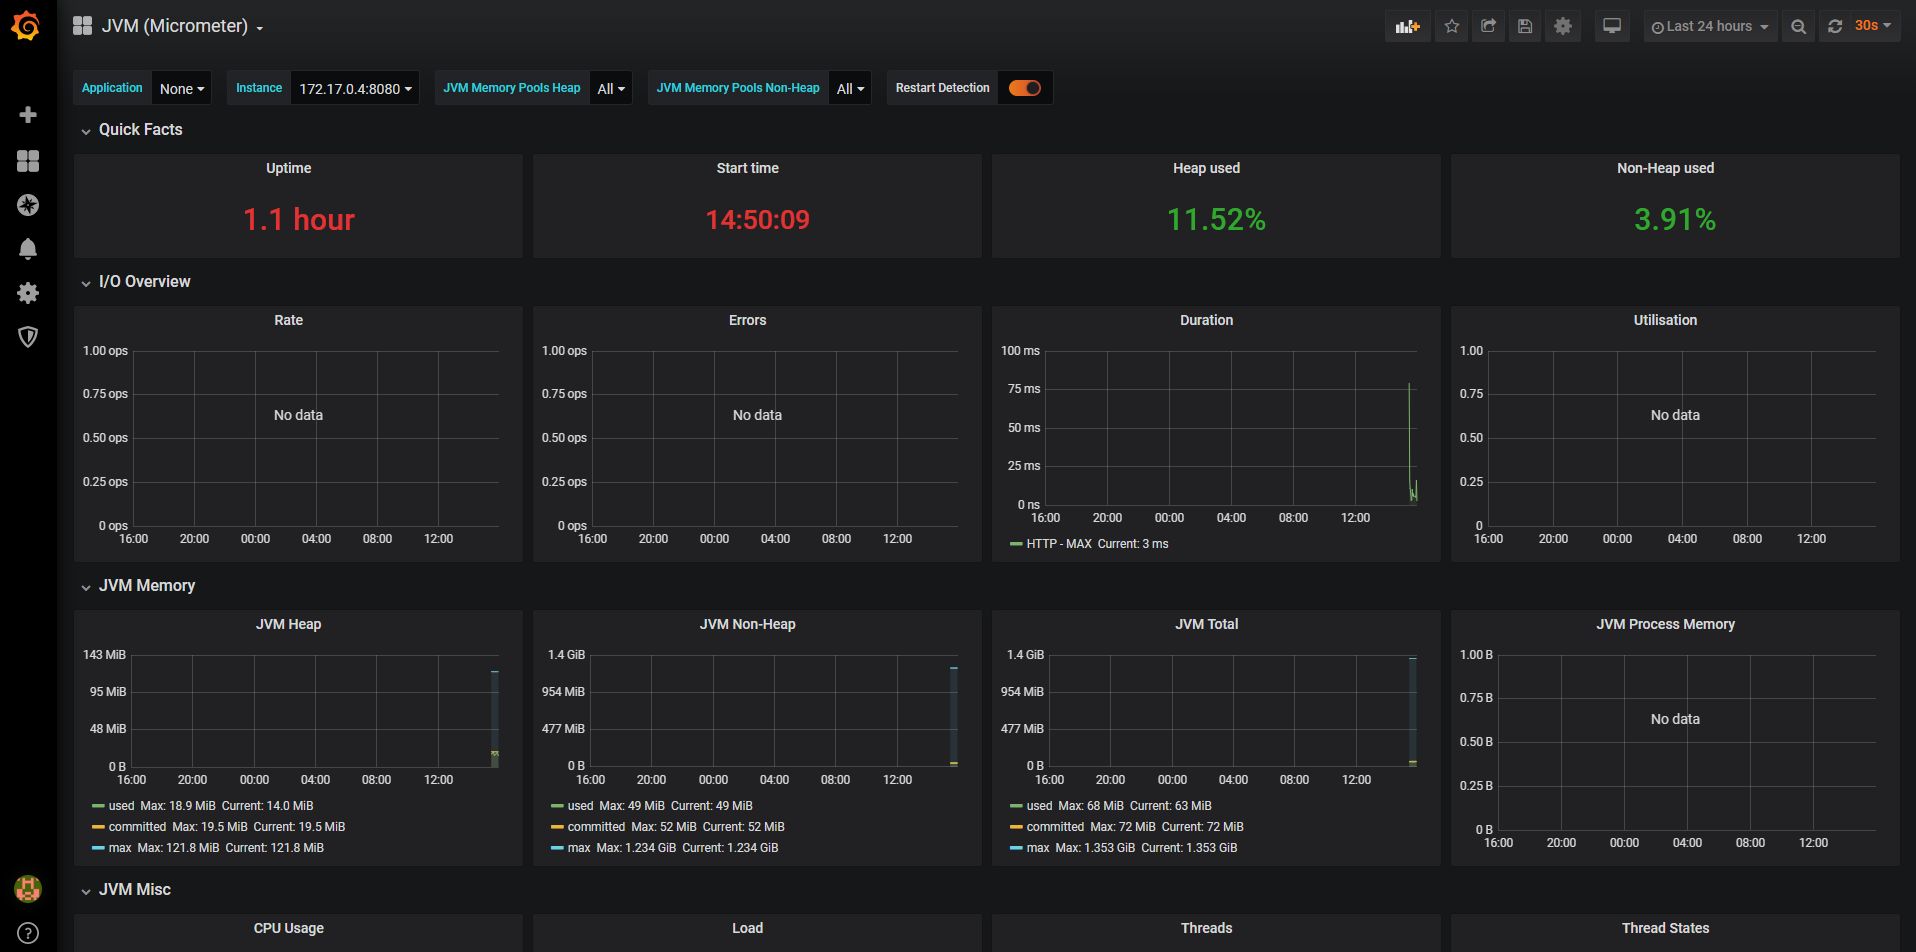 JVM (Micrometer)
Last 24 hours
30s
Application None
Instance 172.17.0.4:8080
JVM Memory Pools Heap All
JVM Memory Pools Non-Heap All
Restart Detection
Quick Facts
Uptime
1.1 hour
Start time
14:50:09
Heap used
11.52%
Non-Heap used
3.91%
I/O Overview
Rate
1.00 ops
0.75 ops
No data
0.50 ops
0.25 ops
0 ops
16:00 20:00 00:00 04:00 08:00 12:00
Errors
1.00 ops
0.75 ops
No data
0.50 ops
0.25 ops
0 ops
16:00 20:00 00:00 04:00 08:00 12:00
Duration
100 ms
75 ms
50 ms
25 ms
0 ns
16:00 20:00 00:00 04:00 08:00 12:00
HTTP - MAX Current: 3 ms
Utilisation
1.00
0.75
No data
0.50
0.25
0
16:00 20:00 00:00 04:00 08:00 12:00
JVM Memory
JVM Heap
143 MiB
95 MiB
48 MiB
0 B
16:00 20:00 00:00 04:00 08:00 12:00
used Max: 18.9 MiB Current: 14.0 MiB
committed Max: 19.5 MiB Current: 19.5 MiB
max Max: 121.8 MiB Current: 121.8 MiB
JVM Non-Heap
1.4 GiB
954 MiB
477 MiB
0 B
16:00 20:00 00:00 04:00 08:00 12:00
used Max: 49 MiB Current: 49 MiB
committed Max: 52 MiB Current: 52 MiB
max Max: 1.234 GiB Current: 1.234 GiB
JVM Total
1.4 GiB
954 MiB
477 MiB
0 B
16:00 20:00 00:00 04:00 08:00 12:00
used Max: 68 MiB Current: 63 MiB
committed Max: 72 MiB Current: 72 MiB
max Max: 1.353 GiB Current: 1.353 GiB
JVM Process Memory
1.00 B
0.75 B
No data
0.50 B
0.25 B
0 B
16:00 20:00 00:00 04:00 08:00 12:00
JVM Misc
CPU Usage
Load
Threads
Thread States